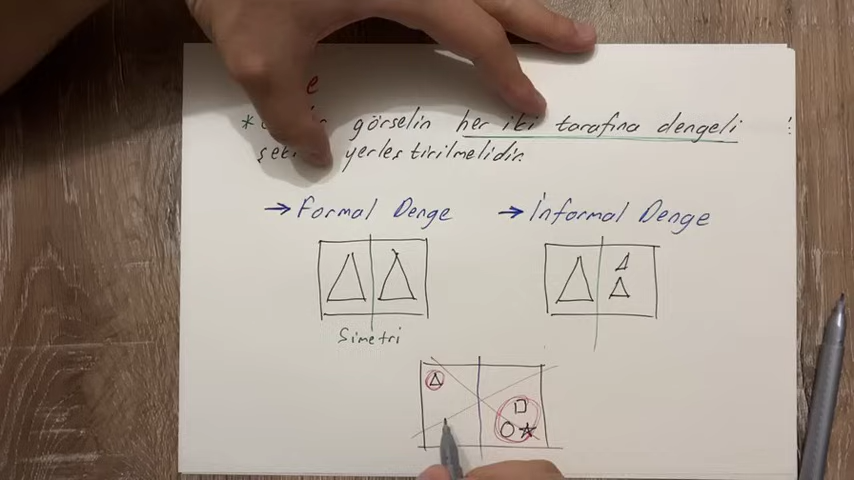 e
* görselin her iki tarafına dengeli
yerleştirilmelidir.
→ Formal Denge → İnformal Denge
Simetri